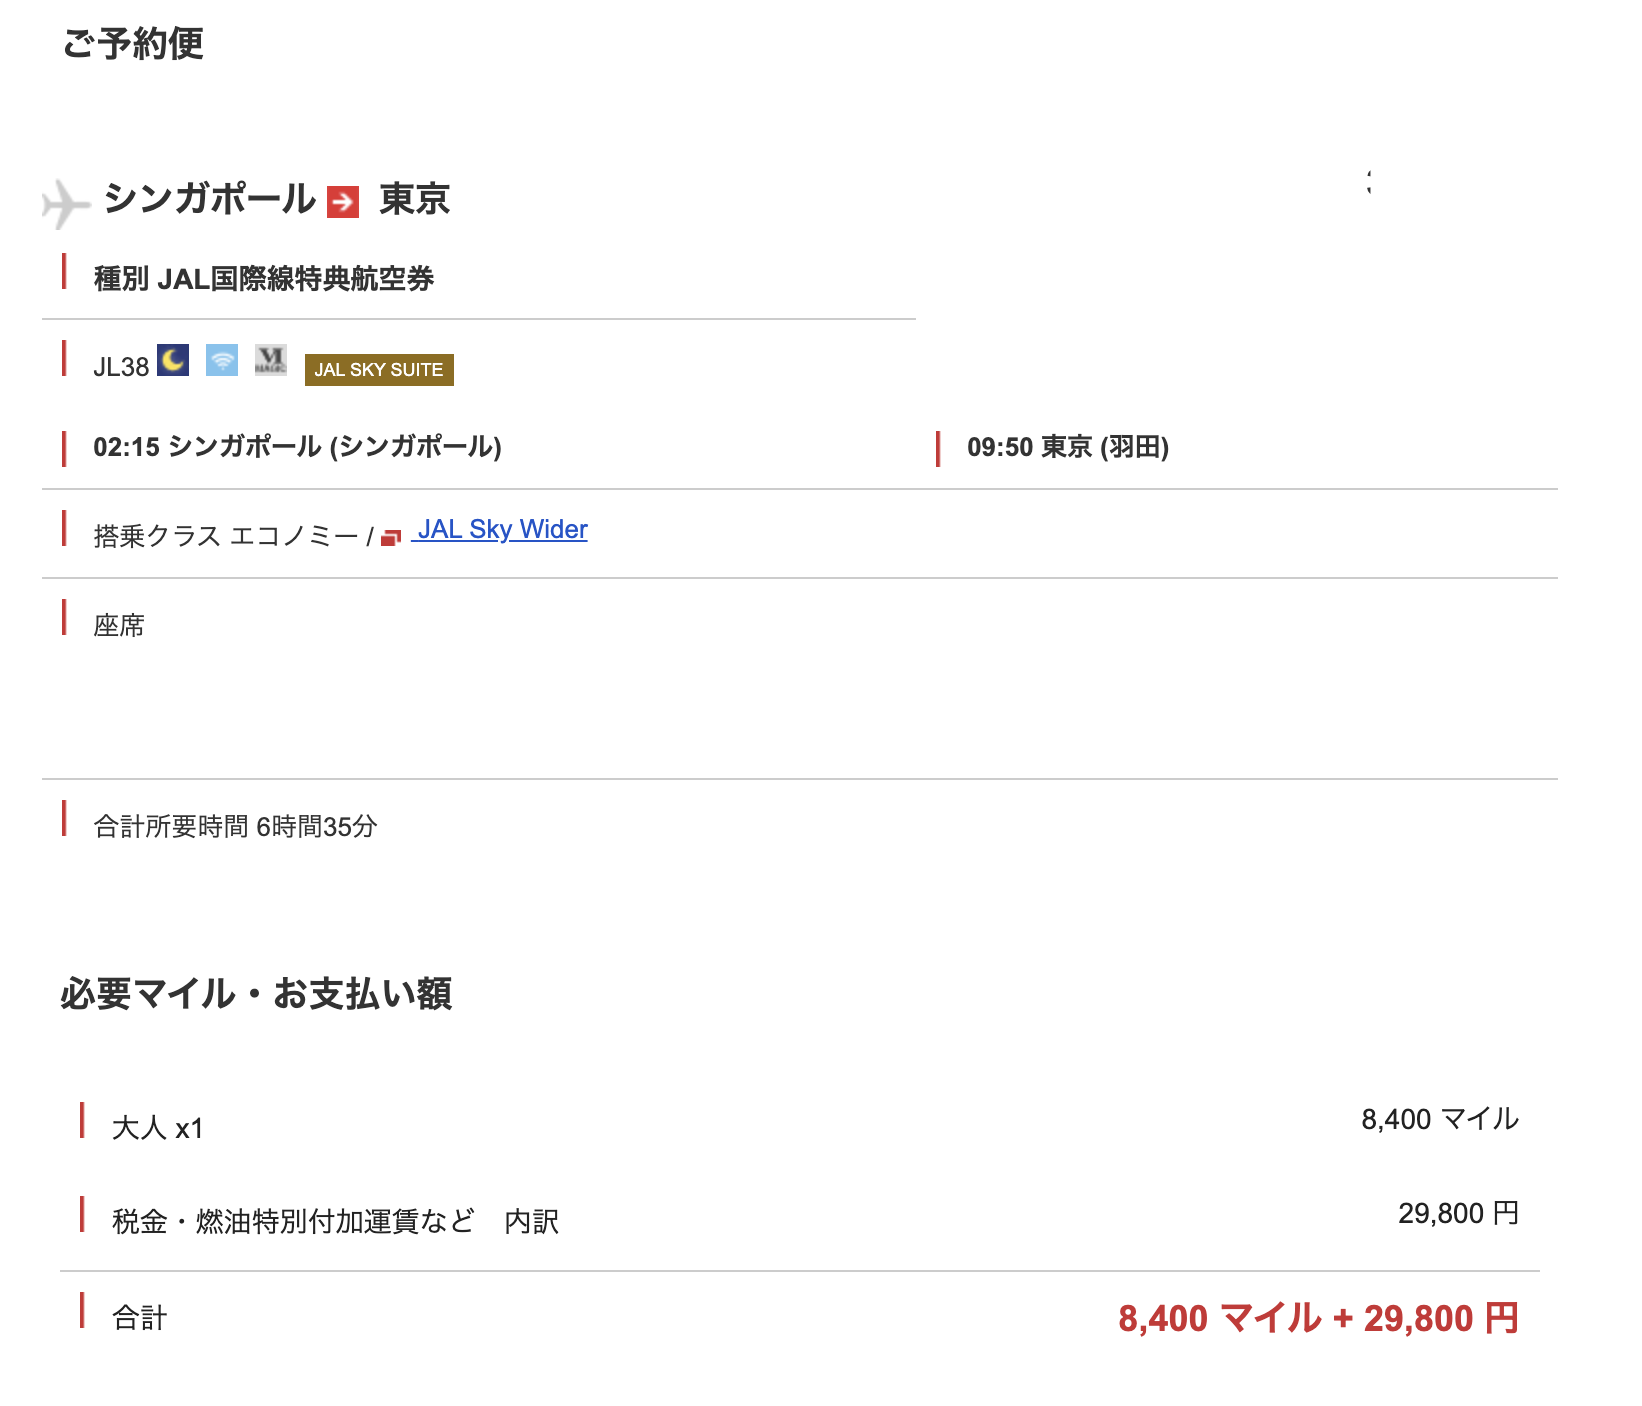 ご予約便
シンガポール 東京
種別 JAL国際線特典航空券
JL38 JAL SKY SUITE
02:15 シンガポール (シンガポール) 09:50 東京 (羽田)
搭乗クラス エコノミー / JAL Sky Wider
座席
合計所要時間 6時間35分
必要マイル・お支払い額
大人 x1 8,400 マイル
税金・燃油特別付加運賃など 内訳 29,800 円
合計 8,400 マイル + 29,800 円